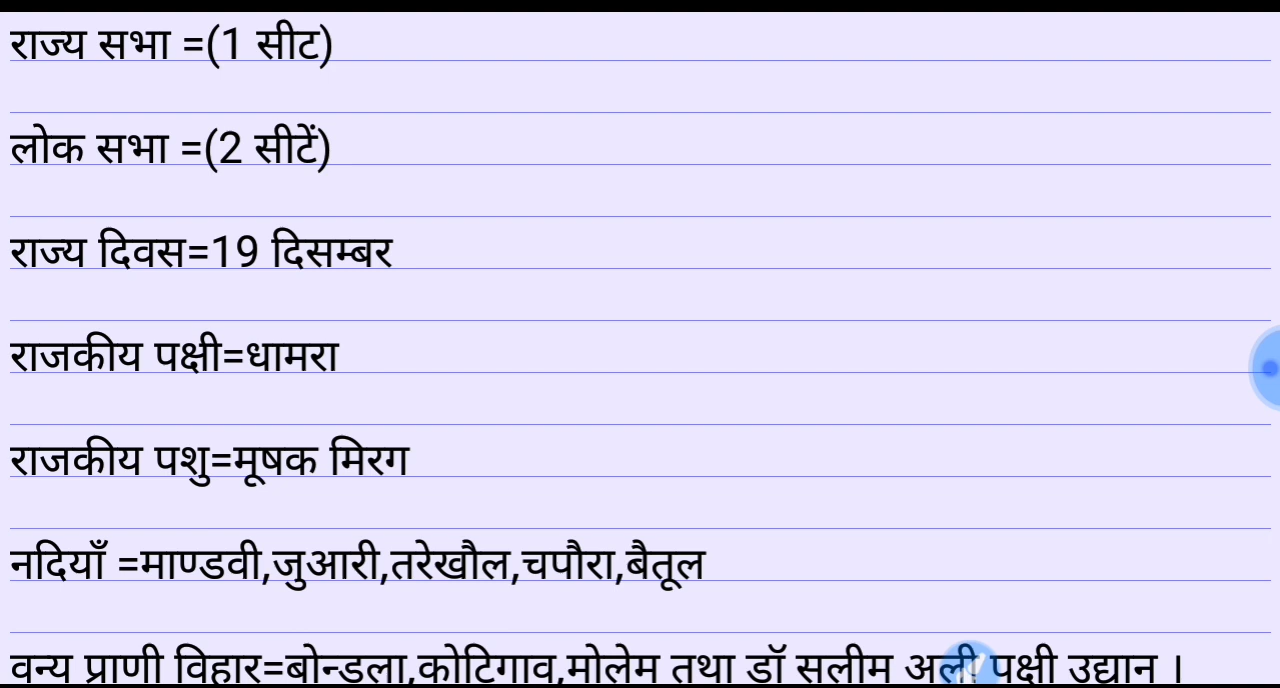 राज्य सभा =(1 सीट)
लोक सभा =(2 सीटें)
राज्य दिवस=19 दिसम्बर
राजकीय पक्षी=धामरा
राजकीय पशु=मूषक मिरग
नदियाँ =माण्डवी,जुआरी,तरेखौल,चपौरा,बैतूल
वन्य प्राणी विहार=बोन्डला,कोटिगाव,मोलेम तथा डॉ सलीम अली पक्षी उद्यान ।